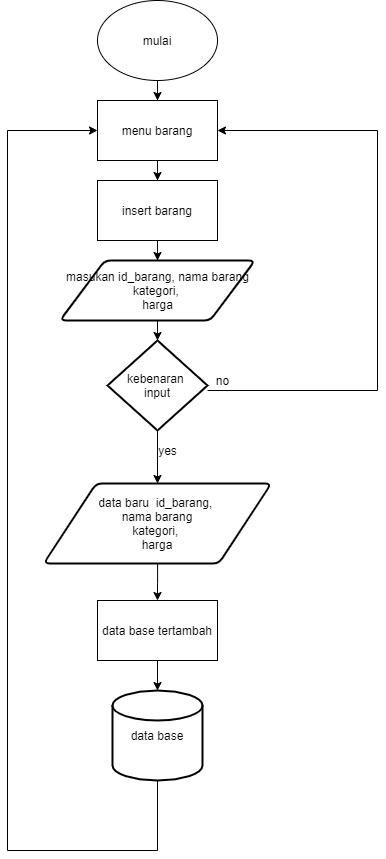 mulai
menu barang
insert barang
masukan id_barang, nama barang
kategori,
harga
kebenaran
input
no
yes
data baru id_barang,
nama barang
kategori,
harga
data base tertambah
data base